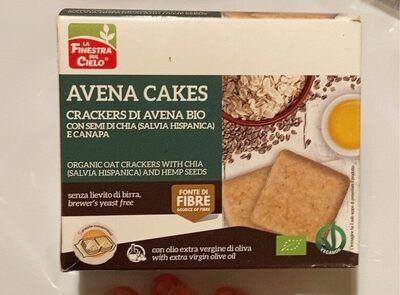 LA
FINESTRA
SUL
CIELO®
AVENA CAKES
CRACKERS DI AVENA BIO
CON SEMI DI CHIA (SALVIA HISPANICA)
E CANAPA
ORGANIC OAT CRACKERS WITH CHIA
(SALVIA HISPANICA) AND HEMP SEEDS
senza lievito di birra,
brewer's yeast free
FONTE DI
FIBRE
SOURCE OF FIBRE
con olio extra vergine di oliva
with extra virgin olive oil
VEGANOK